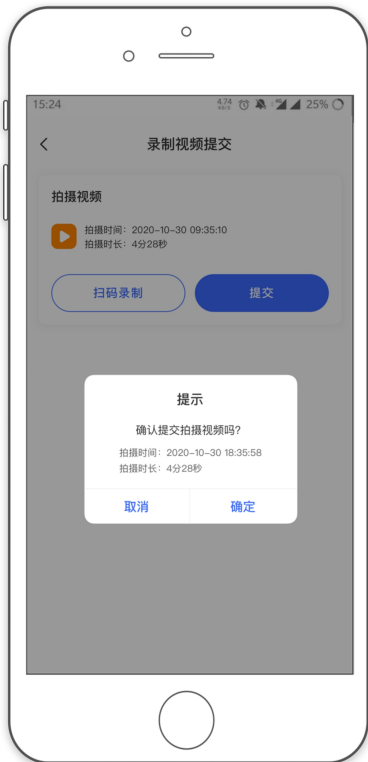 15:24
4.74
KB/S
4G
25%
录制视频提交
拍摄视频
拍摄时间：2020-10-30 09:35:10
拍摄时长：4分28秒
扫码录制
提交
提示
确认提交拍摄视频吗?
拍摄时间：2020-10-30 18:35:58
拍摄时长：4分28秒
取消
确定